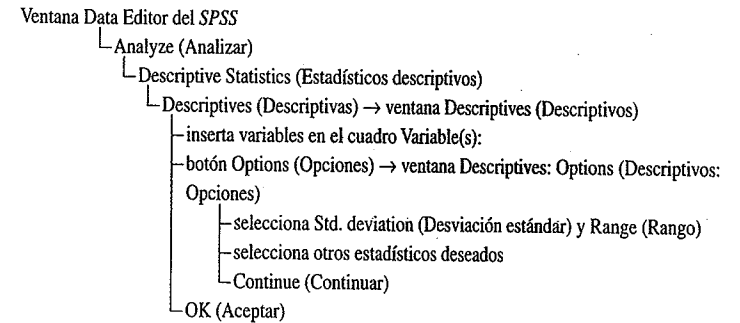 Ventana Data Editor del SPSS
Analyze (Analizar)
Descriptive Statistics (Estadísticos descriptivos)
Descriptives (Descriptivas) → ventana Descriptives (Descriptivos)
inserta variables en el cuadro Variable(s):
botón Options (Opciones) → ventana Descriptives: Options (Descriptivos:
Opciones)
selecciona Std. deviation (Desviación estándar) y Range (Rango)
selecciona otros estadísticos deseados
Continue (Continuar)
OK (Aceptar)